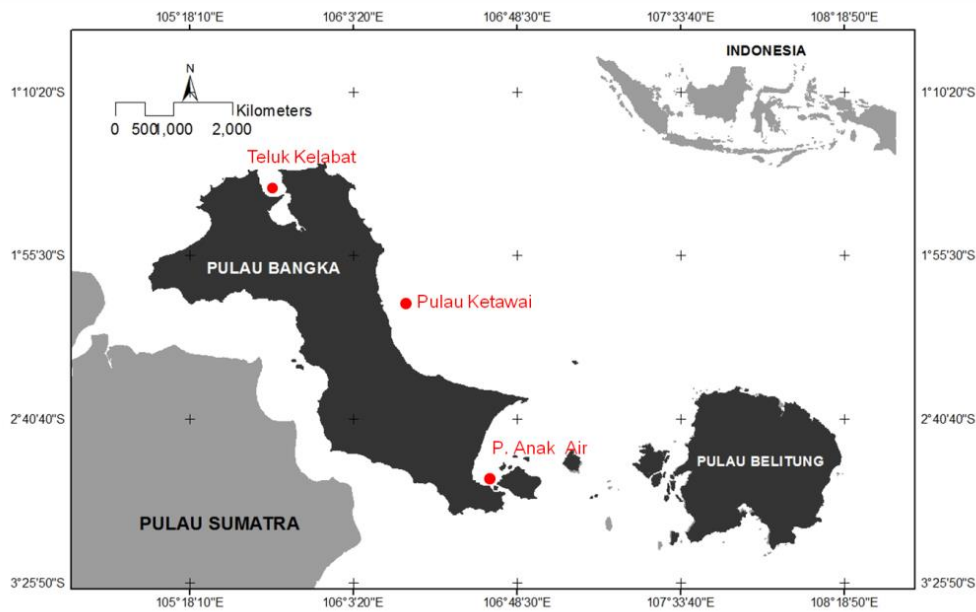 105°18'10"E 106°3'20"E 106°48'30"E 107°33'40"E 108°18'50"E
INDONESIA
1°10'20"S 1°10'20"S
N
Kilometers
0 5001,000 2,000
Teluk Kelabat
1°55'30"S 1°55'30"S
PULAU BANGKA
Pulau Ketawai
2°40'40"S 2°40'40"S
P. Anak Air
PULAU BELITUNG
PULAU SUMATRA
3°25'50"S 3°25'50"S
105°18'10"E 106°3'20"E 106°48'30"E 107°33'40"E 108°18'50"E